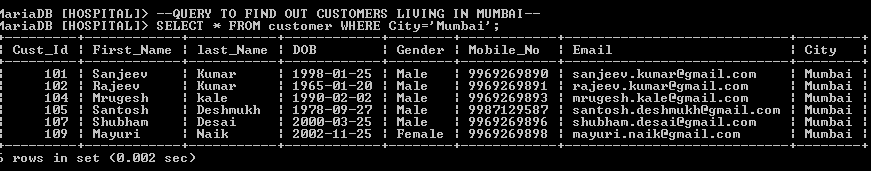 MariaDB [HOSPITAL]> --QUERY TO FIND OUT CUSTOMERS LIVING IN MUMBAI--
MariaDB [HOSPITAL]> SELECT * FROM customer WHERE City='Mumbai';
| Cust_Id | First_Name | last_Name | DOB | Gender | Mobile_No | Email | City |
| 101 | Sanjeev | Kumar | 1998-01-25 | Male | 9969269890 | sanjeev.kumar@gmail.com | Mumbai |
| 102 | Rajeev | Kumar | 1965-01-20 | Male | 9969269891 | rajeev.kumar@gmail.com | Mumbai |
| 104 | Mrugesh | kale | 1990-02-02 | Male | 9969269893 | mrugesh.kale@gmail.com | Mumbai |
| 105 | Santosh | Deshmukh | 1978-09-27 | Male | 9987129587 | santosh.deshmukh@gmail.com | Mumbai |
| 107 | Shubham | Desai | 2000-03-25 | Male | 9969269896 | shubham.desai@gmail.com | Mumbai |
| 109 | Mayuri | Naik | 2002-11-25 | Female | 9969269898 | mayuri.naik@gmail.com | Mumbai |
rows in set (0.002 sec)